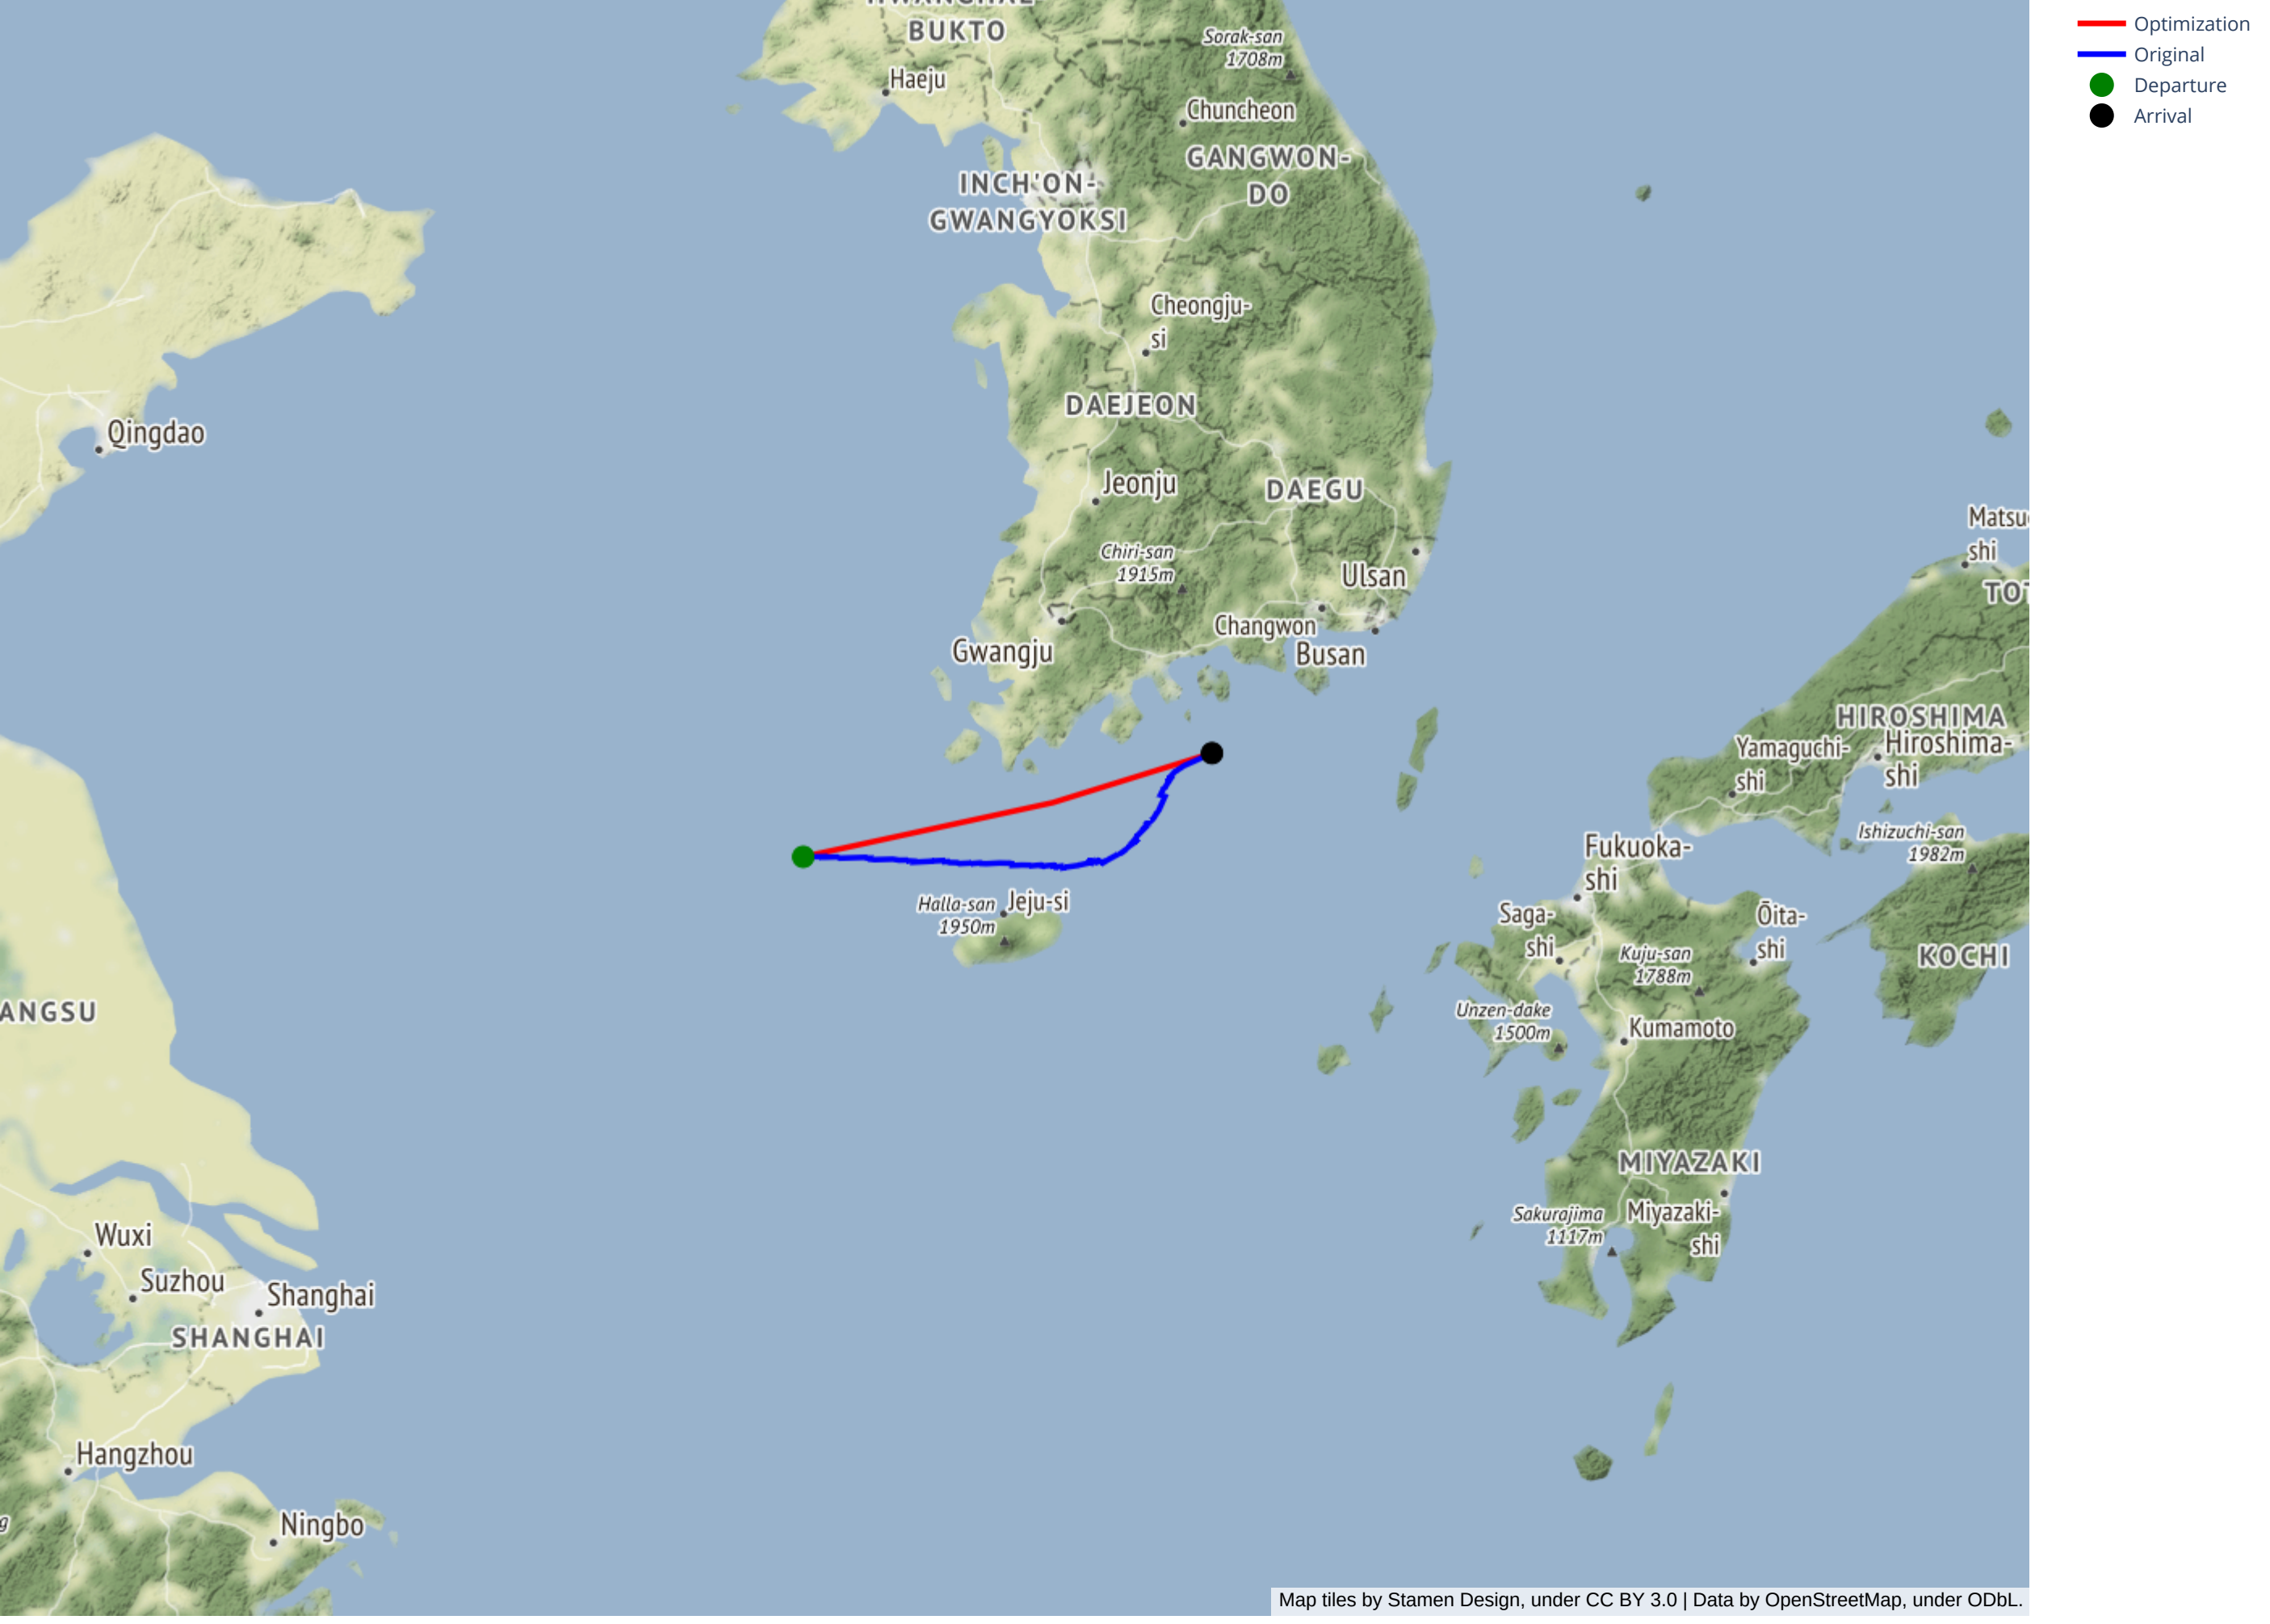 BUKTO
Haeju
Sorak-san
1708m
Chuncheon
GANGWON-
DO
INCH'ON-
GWANGYOKSI
Cheongju-
si
DAEJEON
Qingdao
Jeonju
DAEGU
Chiri-san
1915m
Ulsan
Changwon
Busan
Gwangju
shi
HIROSHIMA
Yamaguchi-
shi
Hiroshima-
shi
Ishizuchi-san
1982m
Fukuoka-
shi
Halla-san
1950m
Jeju-si
Saga-
shi
Ōita-
shi
Kuju-san
1788m
KOCHI
Unzen-dake
1500m
Kumamoto
ANGSU
MIYAZAKI
Sakurajima
1117m
Miyazaki-
shi
Wuxi
Suzhou
Shanghai
SHANGHAI
Hangzhou
Ningbo
Optimization
Original
Departure
Arrival
Map tiles by Stamen Design, under CC BY 3.0 | Data by OpenStreetMap, under ODbL.